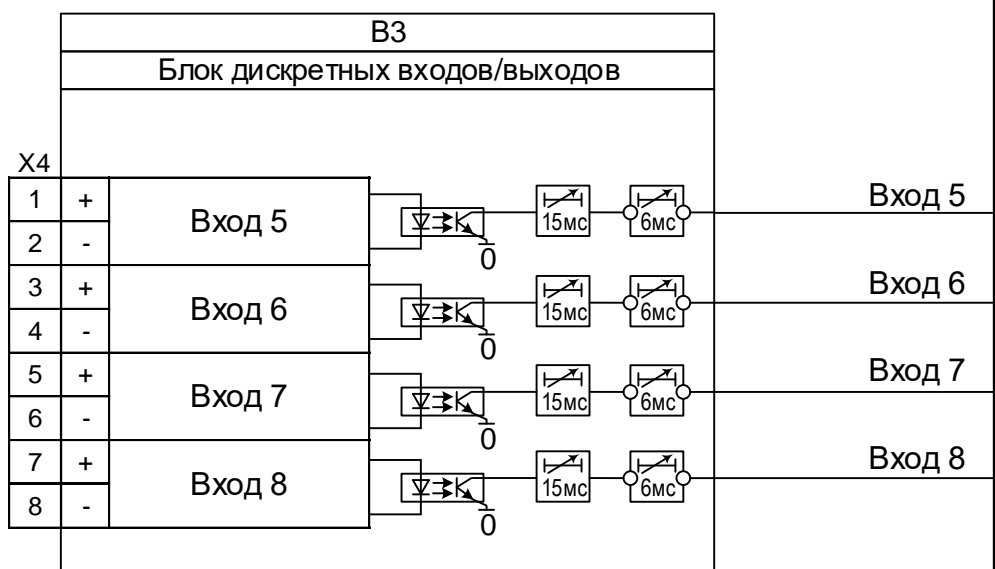 В3
Блок дискретных входов/выходов
X4
1 + Вход 5 15мс 6мс Вход 5
2 - 0
3 + Вход 6 15мс 6мс Вход 6
4 - 0
5 + Вход 7 15мс 6мс Вход 7
6 - 0
7 + Вход 8 15мс 6мс Вход 8
8 - 0